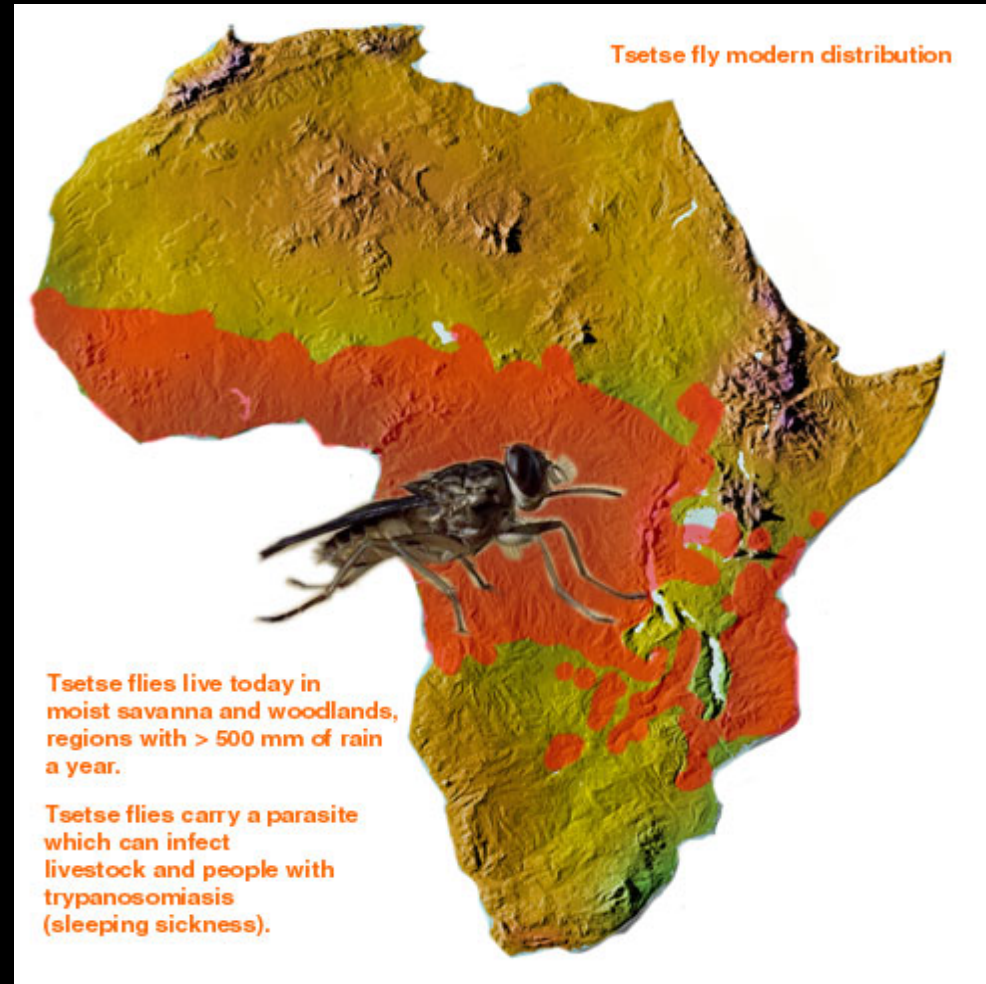 Tsetse fly modern distribution
Tsetse flies live today in
moist savanna and woodlands,
regions with > 500 mm of rain
a year.
Tsetse flies carry a parasite
which can infect
livestock and people with
trypanosomiasis
(sleeping sickness).